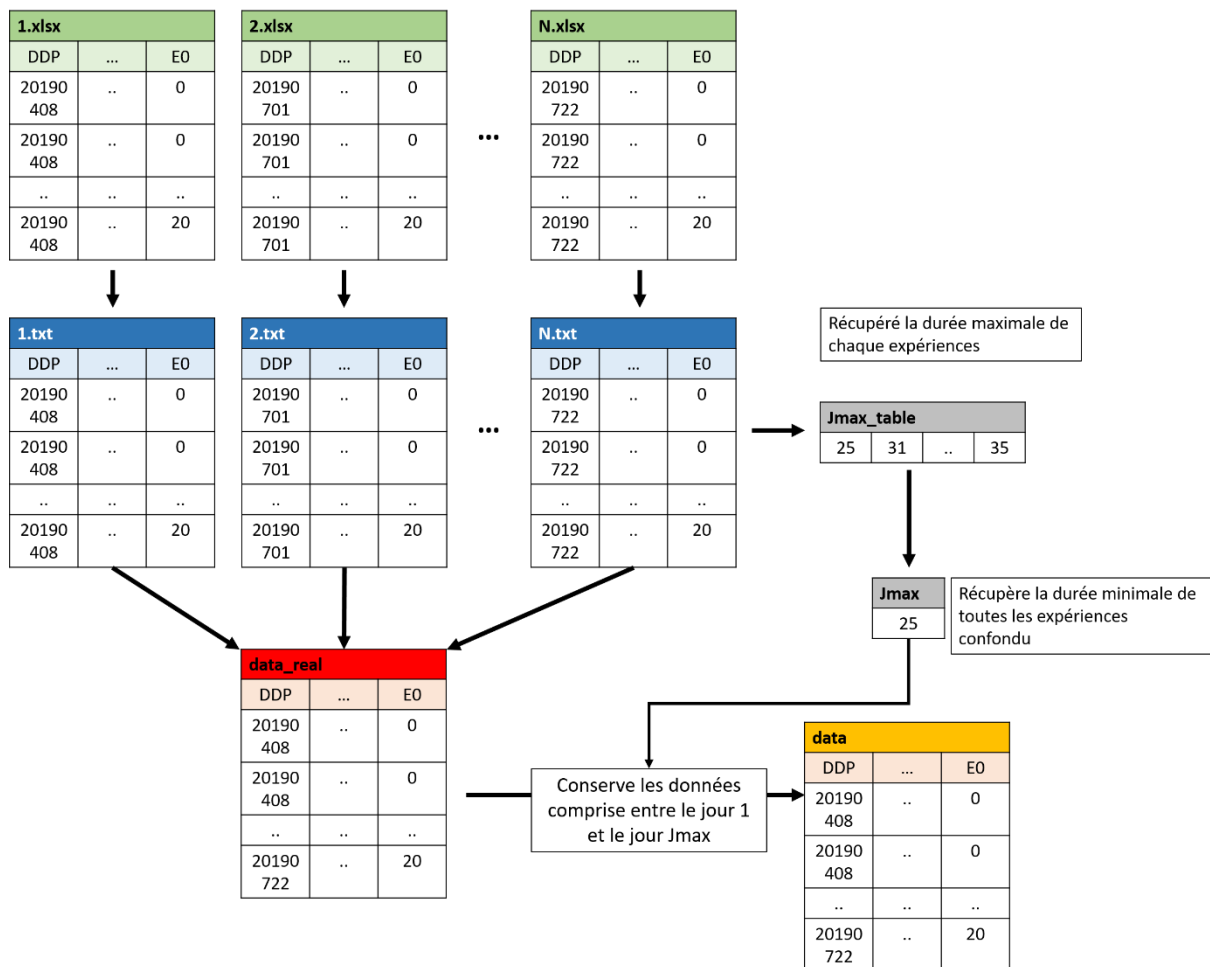 1.xlsx
DDP ... E0
20190
408 .. 0
20190
408 .. 0
.. .. ..
20190
408 .. 20
2.xlsx
DDP ... E0
20190
701 .. 0
20190
701 .. 0
.. .. ..
20190
701 .. 20
...
N.xlsx
DDP ... E0
20190
722 .. 0
20190
722 .. 0
.. .. ..
20190
722 .. 20
1.txt
DDP ... E0
20190
408 .. 0
20190
408 .. 0
.. .. ..
20190
408 .. 20
2.txt
DDP ... E0
20190
701 .. 0
20190
701 .. 0
.. .. ..
20190
701 .. 20
...
N.txt
DDP ... E0
20190
722 .. 0
20190
722 .. 0
.. .. ..
20190
722 .. 20
Récupéré la durée maximale de
chaque expériences
Jmax_table
25 31 .. 35
Jmax
25
Récupère la durée minimale de
toutes les expériences
confondu
data_real
DDP ... E0
20190
408 .. 0
20190
408 .. 0
.. .. ..
20190
722 .. 20
Conserve les données
comprise entre le jour 1
et le jour Jmax
data
DDP ... E0
20190
408 .. 0
20190
408 .. 0
.. .. ..
20190
722 .. 20